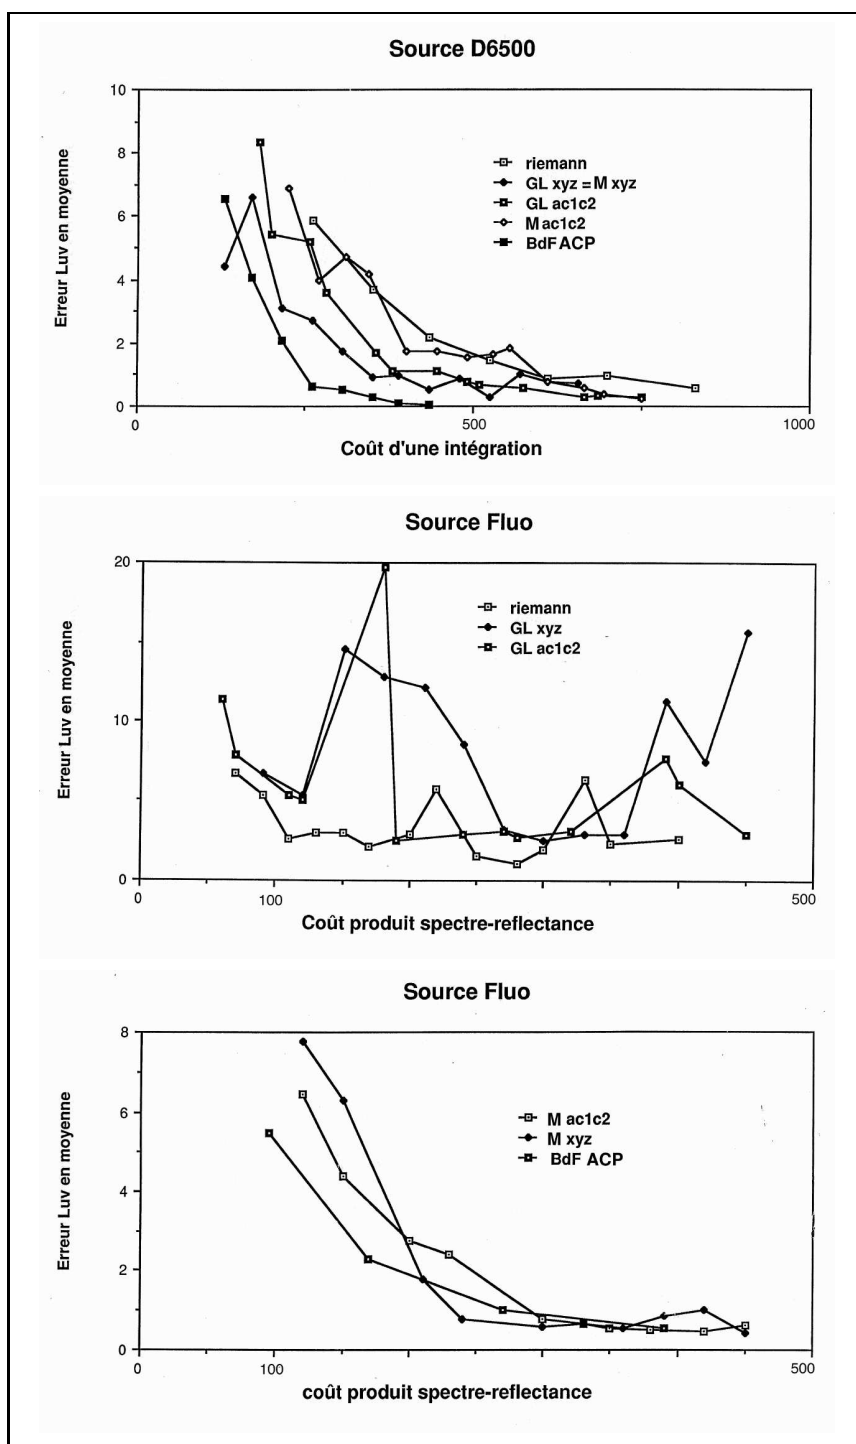 Source D6500
10
8
6
4
2
0
Erreur Luv en moyenne
riemann
GL xyz = M xyz
GL ac1c2
M ac1c2
BdF ACP
0
500
1000
Coût d'une intégration
Source Fluo
20
10
0
Erreur Luv en moyenne
riemann
GL xyz
GL ac1c2
0
100
500
Coût produit spectre-reflectance
Source Fluo
8
6
4
2
0
Erreur Luv en moyenne
M ac1c2
M xyz
BdF ACP
0
100
500
coût produit spectre-reflectance